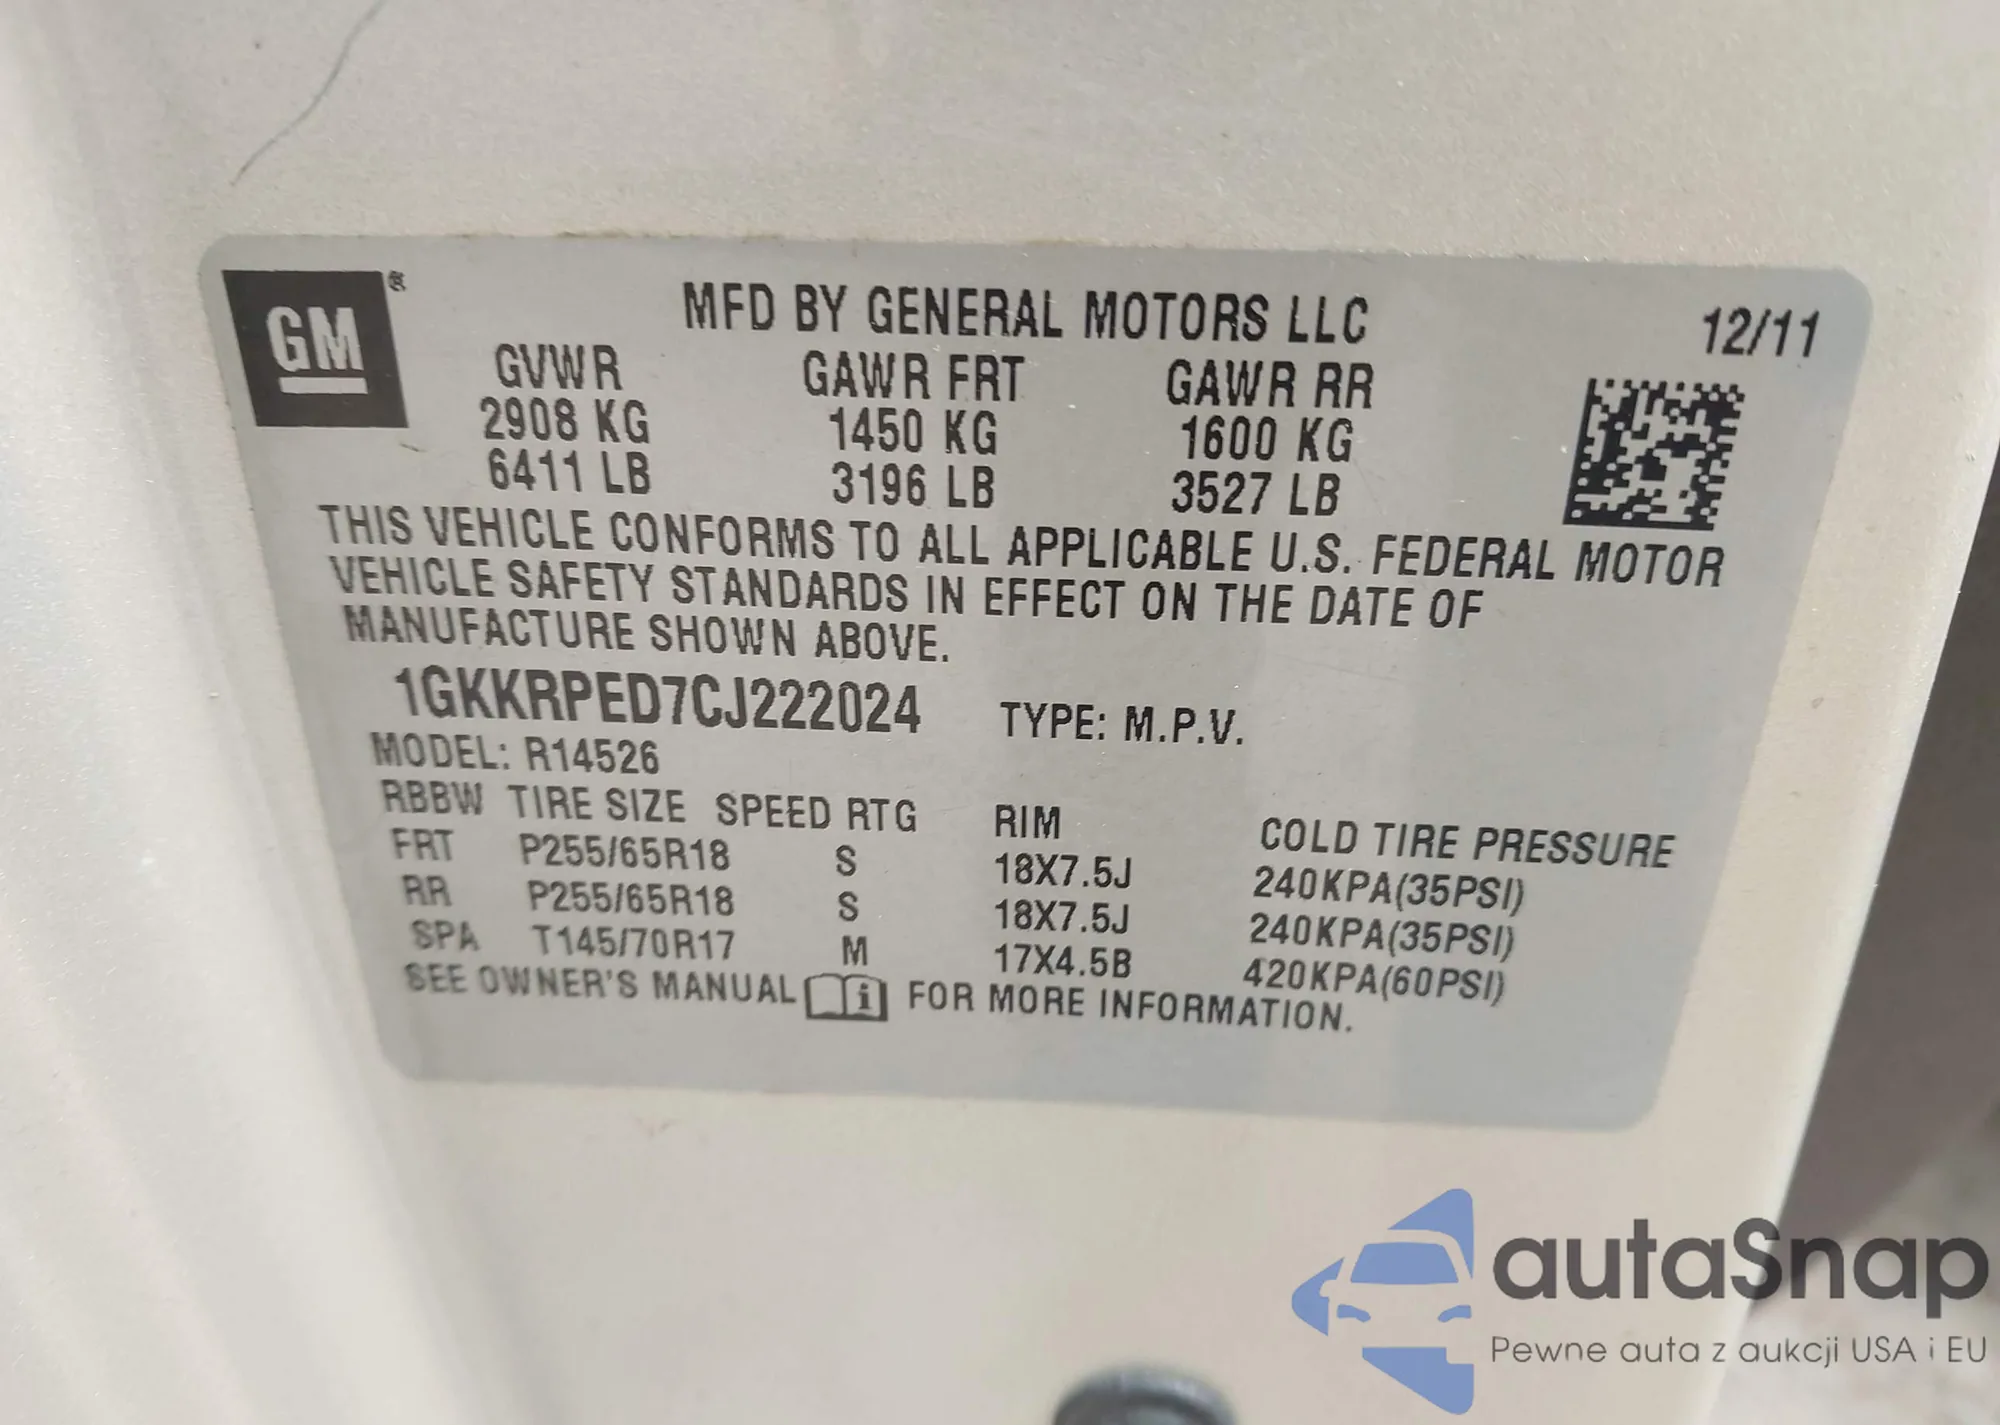 GM®
MFD BY GENERAL MOTORS LLC 12/11
GVWR GAWR FRT GAWR RR
2908 KG 1450 KG 1600 KG
6411 LB 3196 LB 3527 LB
THIS VEHICLE CONFORMS TO ALL APPLICABLE U.S. FEDERAL MOTOR
VEHICLE SAFETY STANDARDS IN EFFECT ON THE DATE OF
MANUFACTURE SHOWN ABOVE.
1GKKRPED7CJ222024 TYPE: M.P.V.
MODEL: R14526
RBBW TIRE SIZE SPEED RTG RIM COLD TIRE PRESSURE
FRT P255/65R18 S 18X7.5J 240KPA(35PSI)
RR P255/65R18 S 18X7.5J 240KPA(35PSI)
SPA T145/70R17 M 17X4.5B 420KPA(60PSI)
SEE OWNER'S MANUAL i FOR MORE INFORMATION.
autaSnap
Pewne auta z aukcji USA i EU